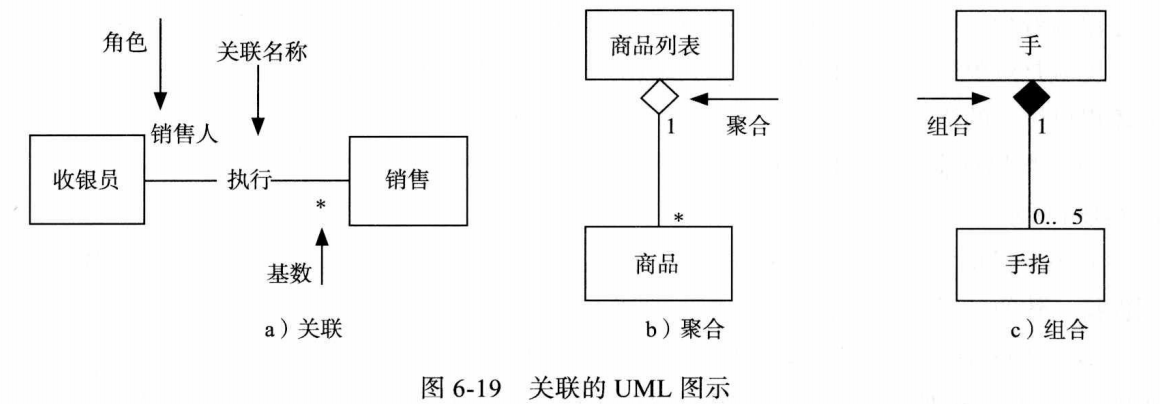 角色
关联名称
销售人
收银员
执行
销售
*
基数
a）关联
商品列表
1
聚合
*
商品
b）聚合
手
组合
1
0.. 5
手指
c）组合
图 6-19 关联的 UML 图示